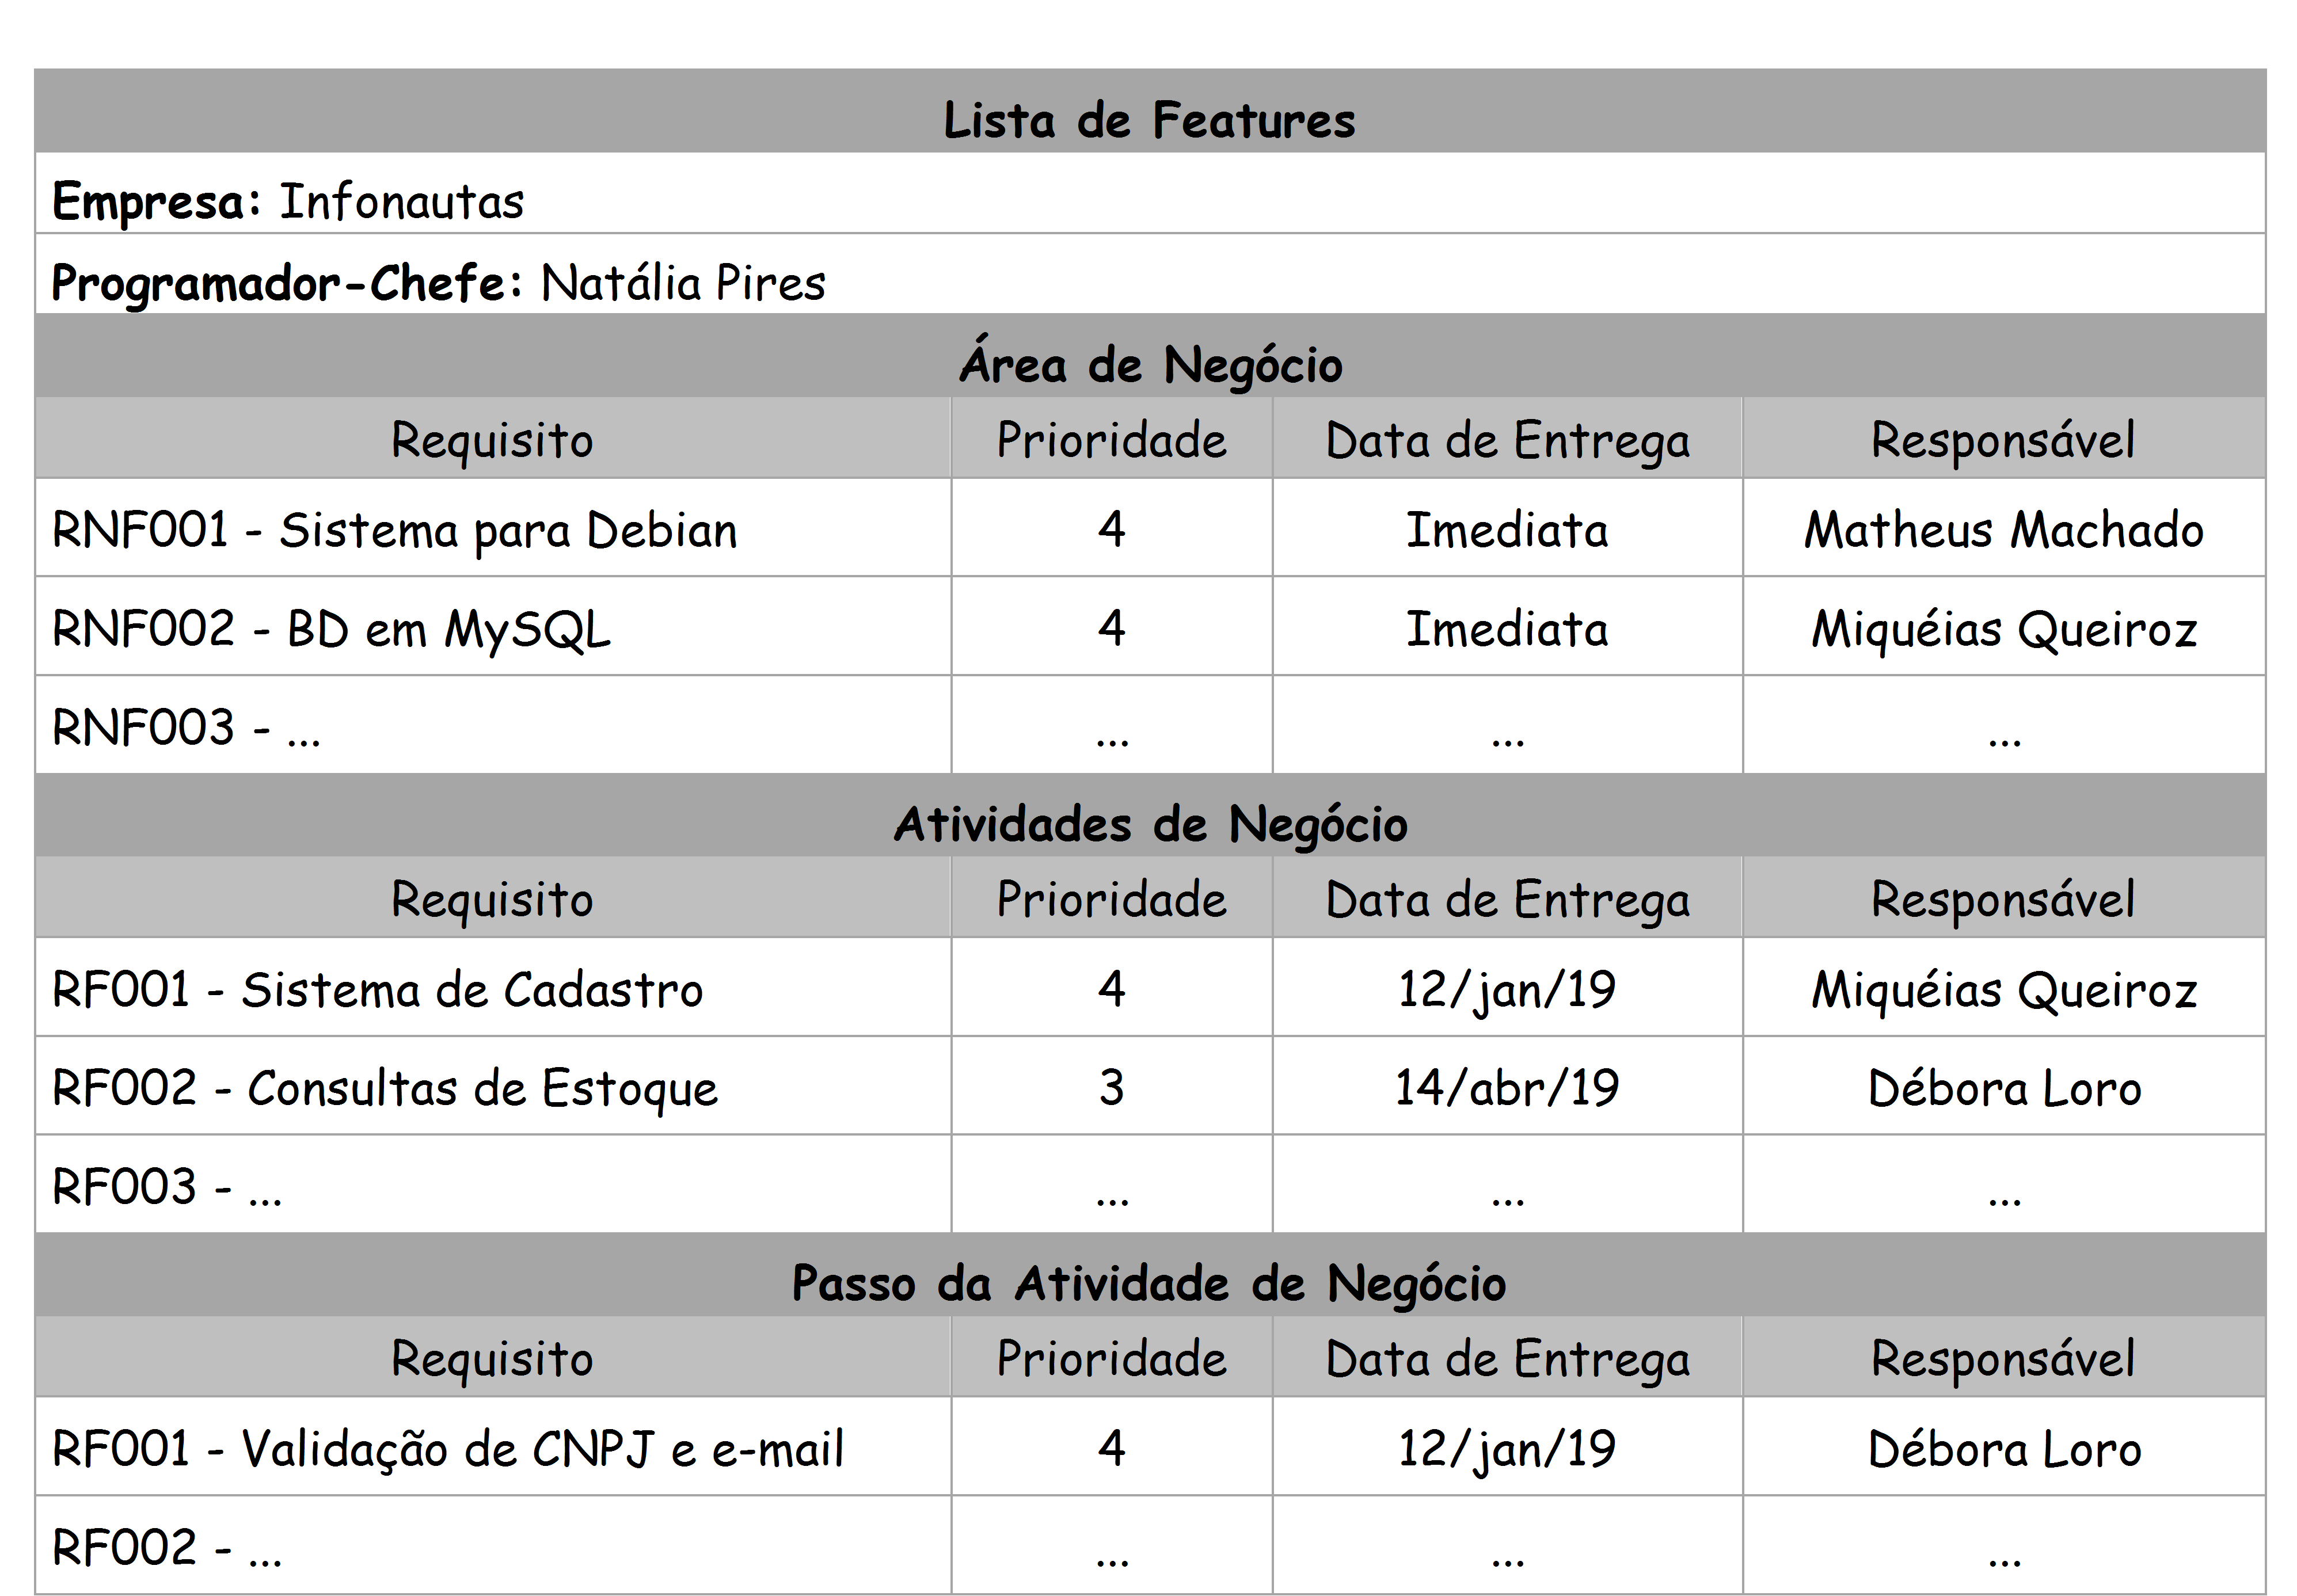 Lista de Features
Empresa: Infonautas
Programador-Chefe: Natália Pires
Área de Negócio
Requisito Prioridade Data de Entrega Responsável
RNF001 - Sistema para Debian 4 Imediata Matheus Machado
RNF002 - BD em MySQL 4 Imediata Miquéias Queiroz
RNF003 - ... ... ... ...
Atividades de Negócio
Requisito Prioridade Data de Entrega Responsável
RF001 - Sistema de Cadastro 4 12/jan/19 Miquéias Queiroz
RF002 - Consultas de Estoque 3 14/abr/19 Débora Loro
RF003 - ... ... ... ...
Passo da Atividade de Negócio
Requisito Prioridade Data de Entrega Responsável
RF001 - Validação de CNPJ e e-mail 4 12/jan/19 Débora Loro
RF002 - ... ... ... ...